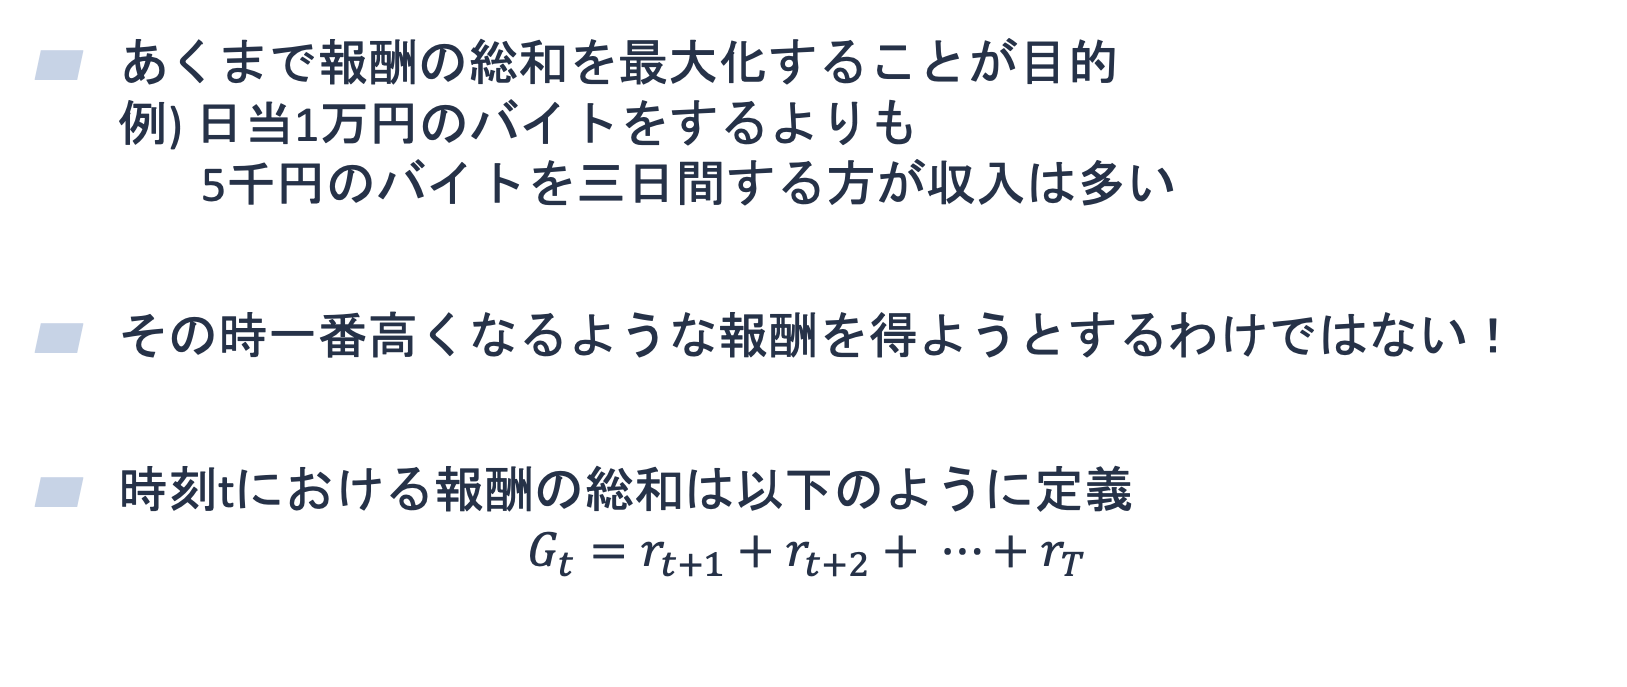 あくまで報酬の総和を最大化することが目的
例) 日当1万円のバイトをするよりも
5千円のバイトを三日間する方が収入は多い
その時一番高くなるような報酬を得ようとするわけではない！
時刻tにおける報酬の総和は以下のように定義
G_t = r_{t+1} + r_{t+2} + ⋯ + r_T